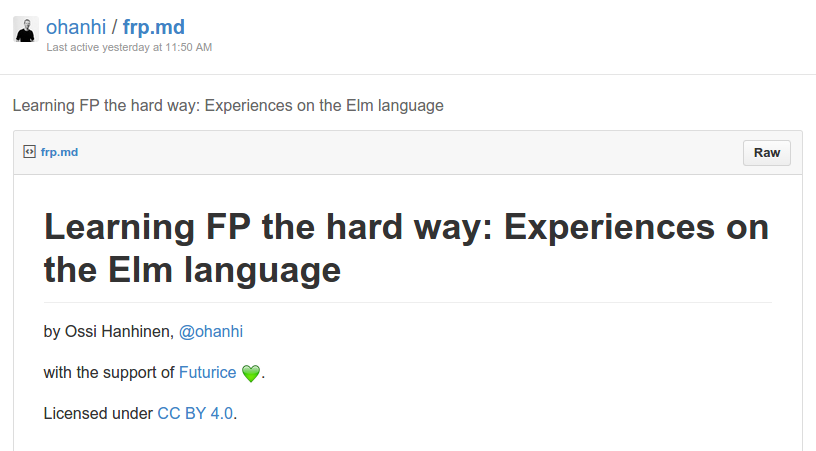 ohanhi / frp.md
Last active yesterday at 11:50 AM
Learning FP the hard way: Experiences on the Elm language
frp.md
Raw
Learning FP the hard way: Experiences on
the Elm language
by Ossi Hanhinen, @ohanhi
with the support of Futurice 💚.
Licensed under CC BY 4.0.